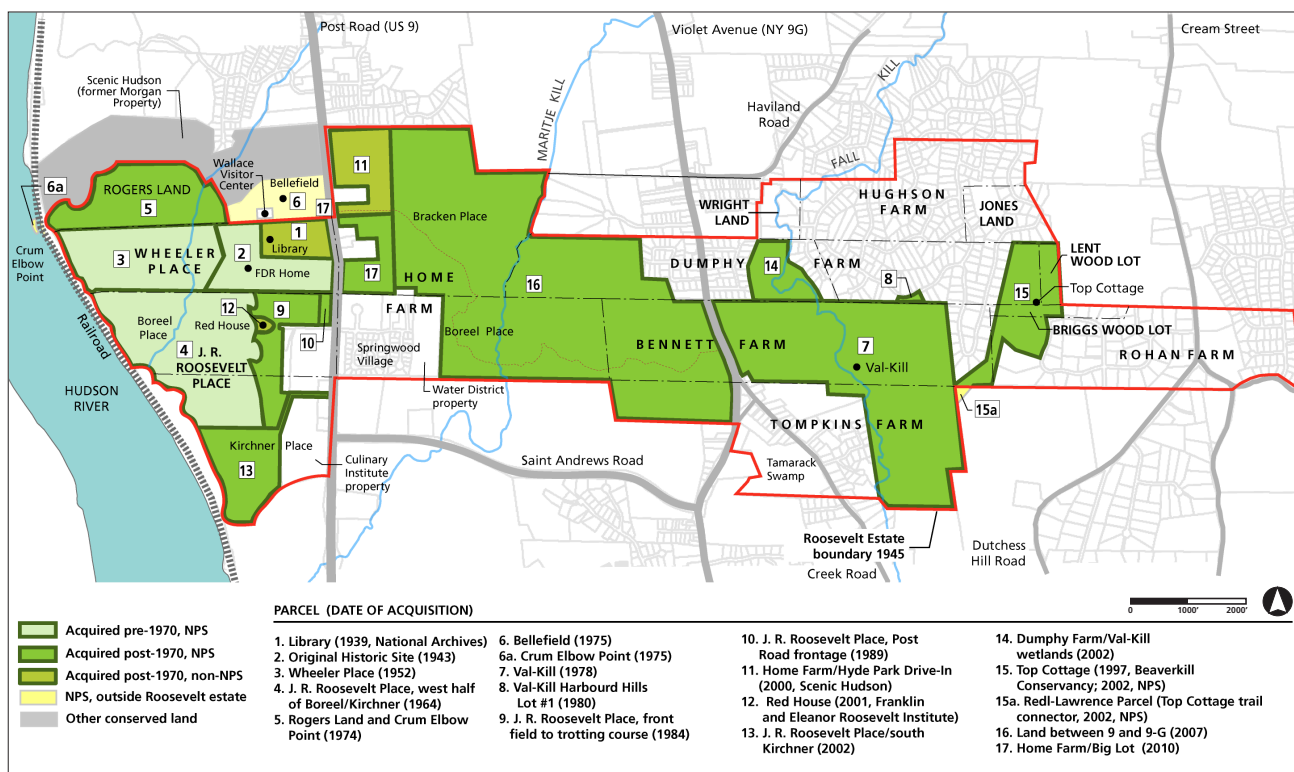 Post Road (US 9)
Violet Avenue (NY 9G)
Cream Street
Scenic Hudson
(former Morgan
Property)
MARITJE KILL
KILL
FALL
Haviland
Road
Wallace
Visitor
Center
Bellefield
6
17
11
6a
ROGERS LAND
5
Bracken Place
WRIGHT
LAND
HUGHSON
FARM
JONES
LAND
Crum
Elbow
Point
3
WHEELER
PLACE
2
1
Library
FDR Home
17
HOME
FARM
16
DUMPHY FARM
14
8
LENT
WOOD LOT
15
Top Cottage
BRIGGS WOOD LOT
ROHAN FARM
Railroad
12
Red House
9
10
Boreel
Place
4
J. R.
ROOSEVELT
PLACE
Springwood
Village
Boreel Place
BENNETT FARM
7
Val-Kill
HUDSON
RIVER
Water District
property
15a
TOMPKINS FARM
Kirchner Place
13
Culinary
Institute
property
Saint Andrews Road
Tamarack
Swamp
Roosevelt Estate
boundary 1945
Creek Road
Dutchess
Hill Road
0 1000' 2000'
Acquired pre-1970, NPS
Acquired post-1970, NPS
Acquired post-1970, non-NPS
NPS, outside Roosevelt estate
Other conserved land
PARCEL (DATE OF ACQUISITION)
1. Library (1939, National Archives)
2. Original Historic Site (1943)
3. Wheeler Place (1952)
4. J. R. Roosevelt Place, west half
of Boreel/Kirchner (1964)
5. Rogers Land and Crum Elbow
Point (1974)
6. Bellefield (1975)
6a. Crum Elbow Point (1975)
7. Val-Kill (1978)
8. Val-Kill Harbourd Hills
Lot #1 (1980)
9. J. R. Roosevelt Place, front
field to trotting course (1984)
10. J. R. Roosevelt Place, Post
Road frontage (1989)
11. Home Farm/Hyde Park Drive-In
(2000, Scenic Hudson)
12. Red House (2001, Franklin
and Eleanor Roosevelt Institute)
13. J. R. Roosevelt Place/south
Kirchner (2002)
14. Dumphy Farm/Val-Kill
wetlands (2002)
15. Top Cottage (1997, Beaverkill
Conservancy; 2002, NPS)
15a. Redl-Lawrence Parcel (Top Cottage trail
connector, 2002, NPS)
16. Land between 9 and 9-G (2007)
17. Home Farm/Big Lot (2010)